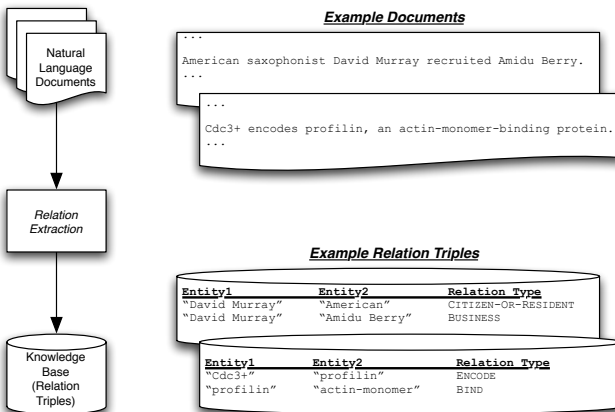 Natural
Language
Documents
Relation
Extraction
Knowledge
Base
(Relation
Triples)
Example Documents
...
American saxophonist David Murray recruited Amidu Berry.
...
...
Cdc3+ encodes profilin, an actin-monomer-binding protein.
...
Example Relation Triples
Entity1 Entity2 Relation Type
"David Murray" "American" CITIZEN-OR-RESIDENT
"David Murray" "Amidu Berry" BUSINESS
Entity1 Entity2 Relation Type
"Cdc3+" "profilin" ENCODE
"profilin" "actin-monomer" BIND